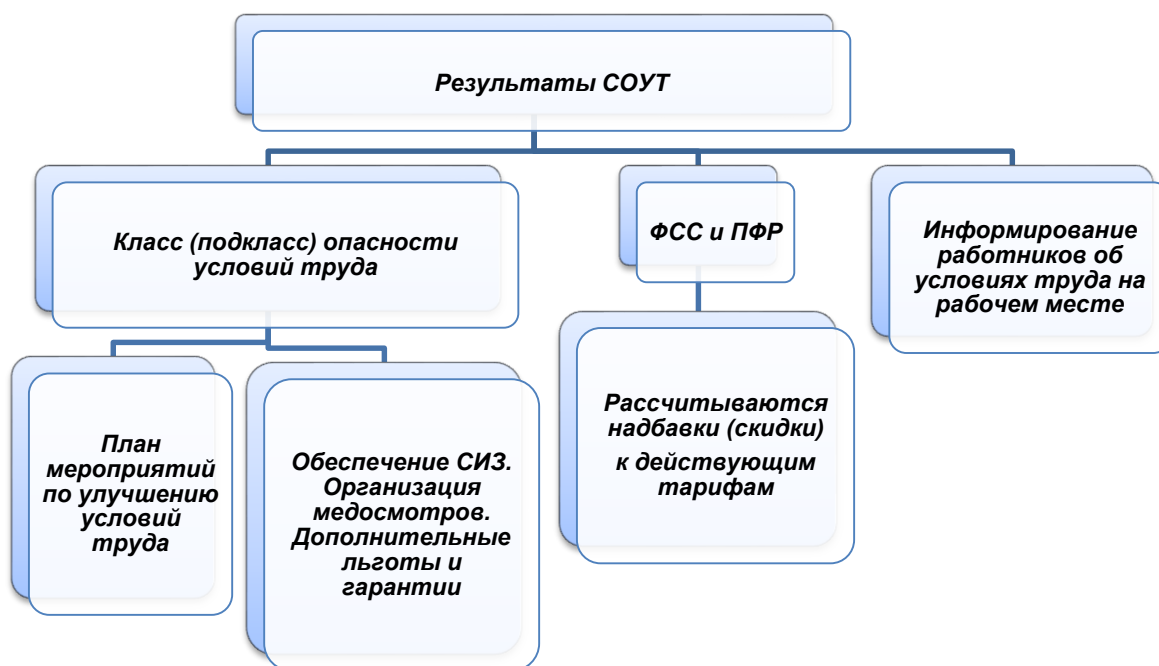 Результаты СОУТ
Класс (подкласс) опасности
условий труда
ФСС и ПФР
Информирование
работников об
условиях труда на
рабочем месте
План
мероприятий
по улучшению
условий
труда
Обеспечение СИЗ.
Организация
медосмотров.
Дополнительные
льготы и
гарантии
Рассчитываются
надбавки (скидки)
к действующим
тарифам